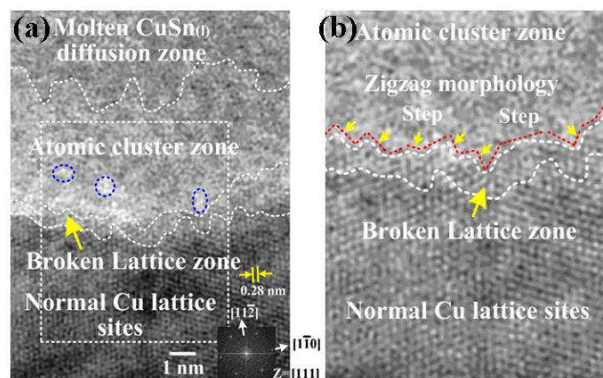 (a)
Molten CuSn(l)
diffusion zone
Atomic cluster zone
Broken Lattice zone
0.28 nm
Normal Cu lattice
sites
[112̄]
[11̄0]
1 nm
Z=[111]
(b)
Atomic cluster zone
Zigzag morphology
Step Step
Broken Lattice zone
Normal Cu lattice sites